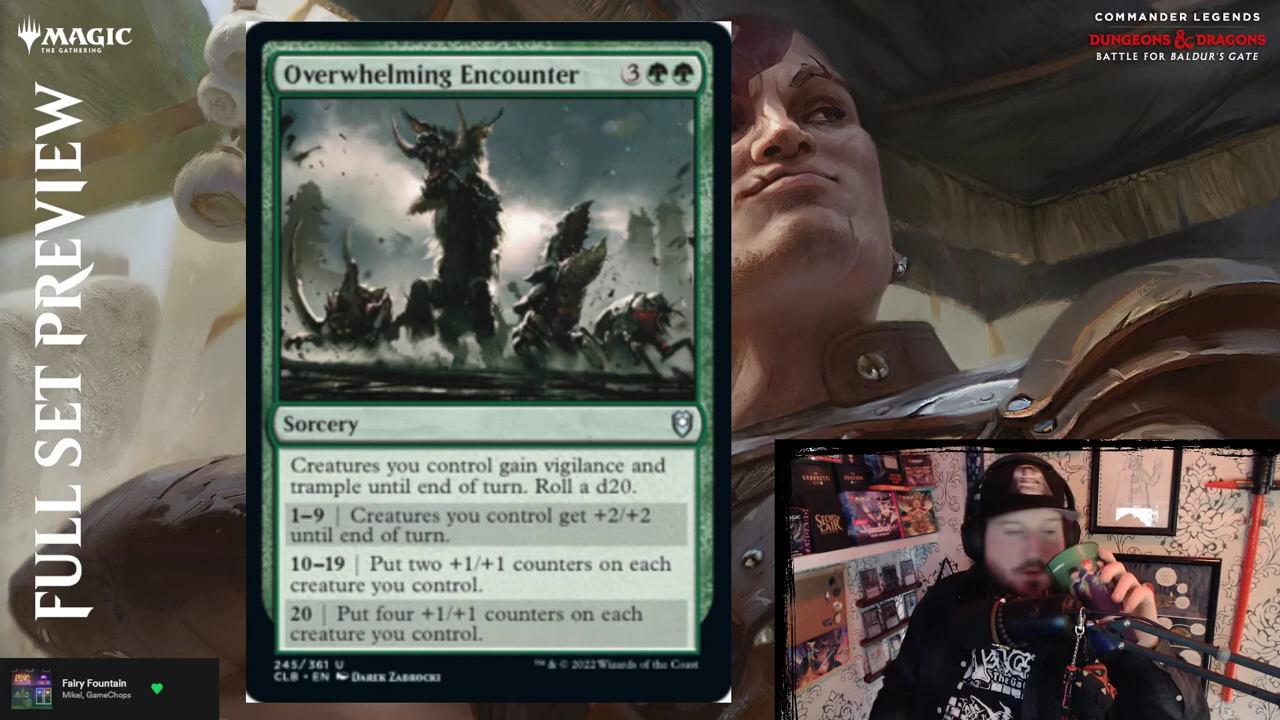 MAGIC
THE GATHERING
FULL SET PREVIEW
Overwhelming Encounter 3
Sorcery
Creatures you control gain vigilance and
trample until end of turn. Roll a d20.
1–9 | Creatures you control get +2/+2
until end of turn.
10–19 | Put two +1/+1 counters on each
creature you control.
20 | Put four +1/+1 counters on each
creature you control.
245/361 U
CLB • EN DAREK ZABROCKI
™ & © 2022 Wizards of the Coast
COMMANDER LEGENDS
DUNGEONS & DRAGONS
BATTLE FOR BALDUR'S GATE
Fairy Fountain
Mikel, GameChops
SECRET
LAIR